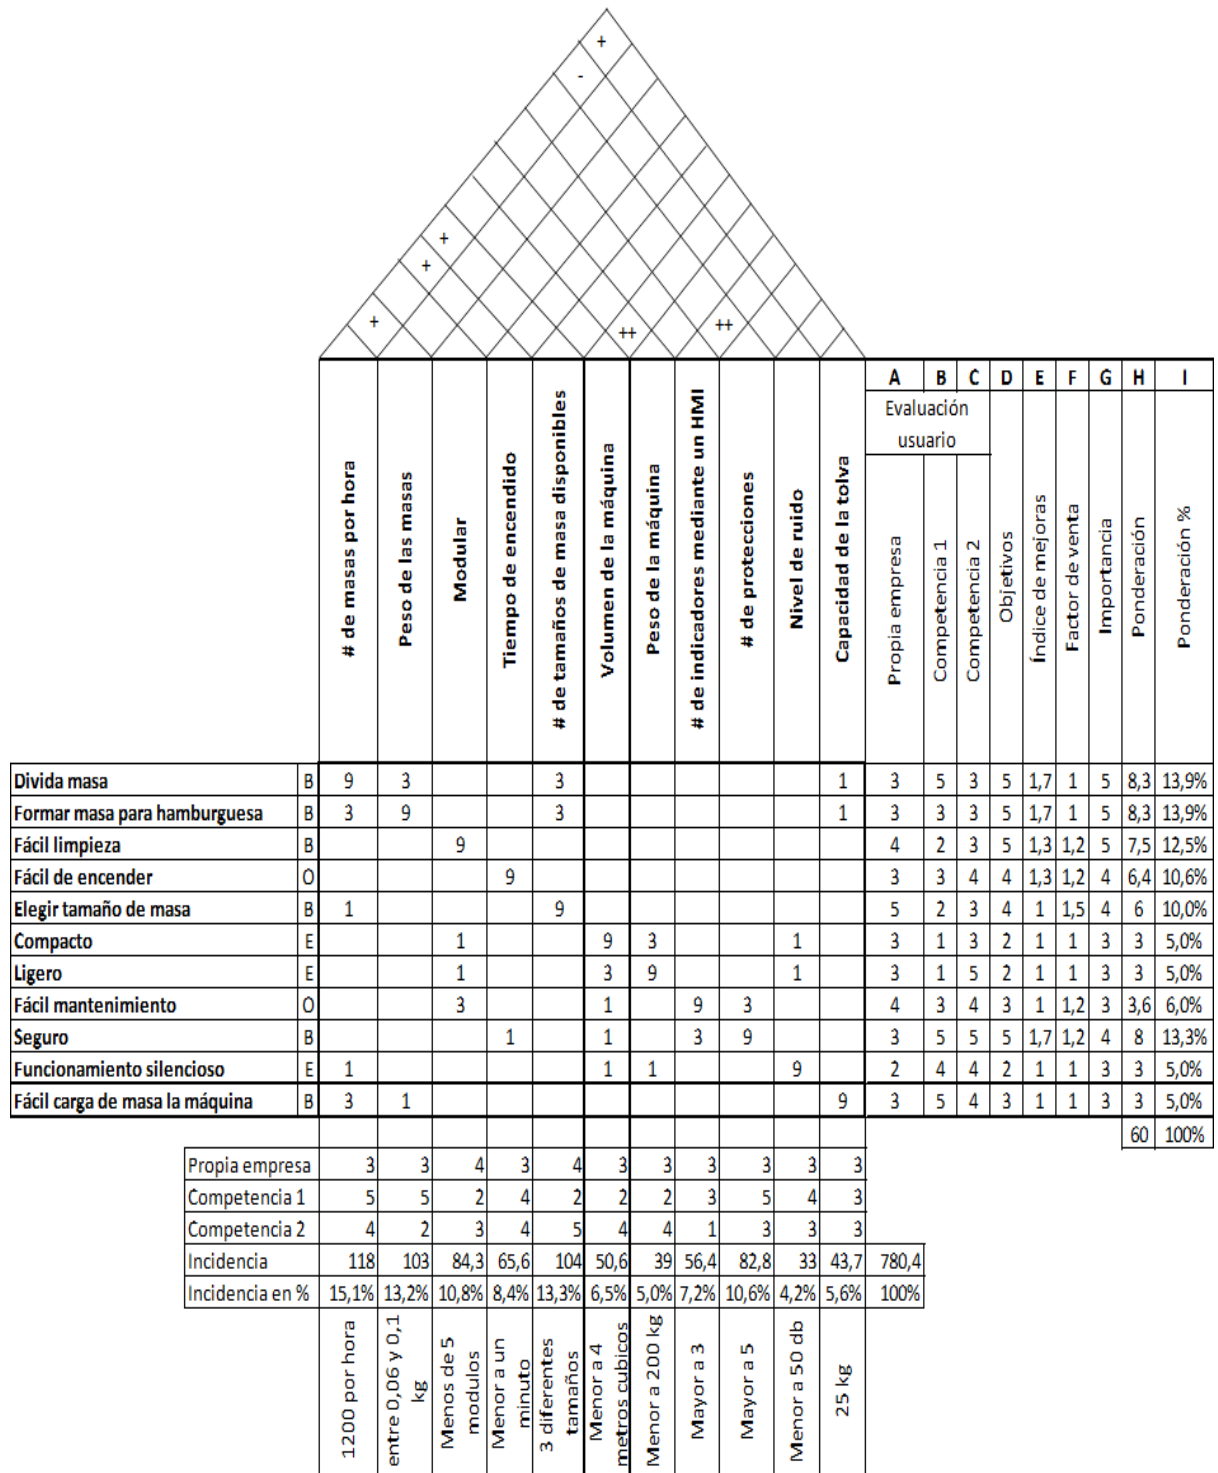 +
-
+
+
+
++
++
A B C D E F G H I
Evaluación
usuario
# de masas por hora
Peso de las masas
Modular
Tiempo de encendido
# de tamaños de masa disponibles
Volumen de la máquina
Peso de la máquina
# de indicadores mediante un HMI
# de protecciones
Nivel de ruido
Capacidad de la tolva
Propia empresa
Competencia 1
Competencia 2
Objetivos
Índice de mejoras
Factor de venta
Importancia
Ponderación
Ponderación %
Divida masa B 9 3 3 1 3 5 3 5 1,7 1 5 8,3 13,9%
Formar masa para hamburguesa B 3 9 3 1 3 3 3 5 1,7 1 5 8,3 13,9%
Fácil limpieza B 9 4 2 3 5 1,3 1,2 5 7,5 12,5%
Fácil de encender O 9 3 3 4 4 1,3 1,2 4 6,4 10,6%
Elegir tamaño de masa B 1 9 5 2 3 4 1 1,5 4 6 10,0%
Compacto E 1 9 3 1 3 1 3 2 1 1 3 3 5,0%
Ligero E 1 3 9 1 3 1 5 2 1 1 3 3 5,0%
Fácil mantenimiento O 3 1 9 3 4 3 4 3 1 1,2 3 3,6 6,0%
Seguro B 1 1 3 9 3 5 5 5 1,7 1,2 4 8 13,3%
Funcionamiento silencioso E 1 1 1 9 2 4 4 2 1 1 3 3 5,0%
Fácil carga de masa la máquina B 3 1 9 3 5 4 3 1 1 3 3 5,0%
60 100%
Propia empresa 3 3 4 3 4 3 3 3 3 3 3
Competencia 1 5 5 2 4 2 2 2 3 5 4 3
Competencia 2 4 2 3 4 5 4 4 1 3 3 3
Incidencia 118 103 84,3 65,6 104 50,6 39 56,4 82,8 33 43,7 780,4
Incidencia en % 15,1% 13,2% 10,8% 8,4% 13,3% 6,5% 5,0% 7,2% 10,6% 4,2% 5,6% 100%
1200 por hora
entre 0,06 y 0,1
kg
Menos de 5
modulos
Menor a un
minuto
3 diferentes
tamaños
Menor a 4
metros cubicos
Menor a 200 kg
Mayor a 3
Mayor a 5
Menor a 50 db
25 kg